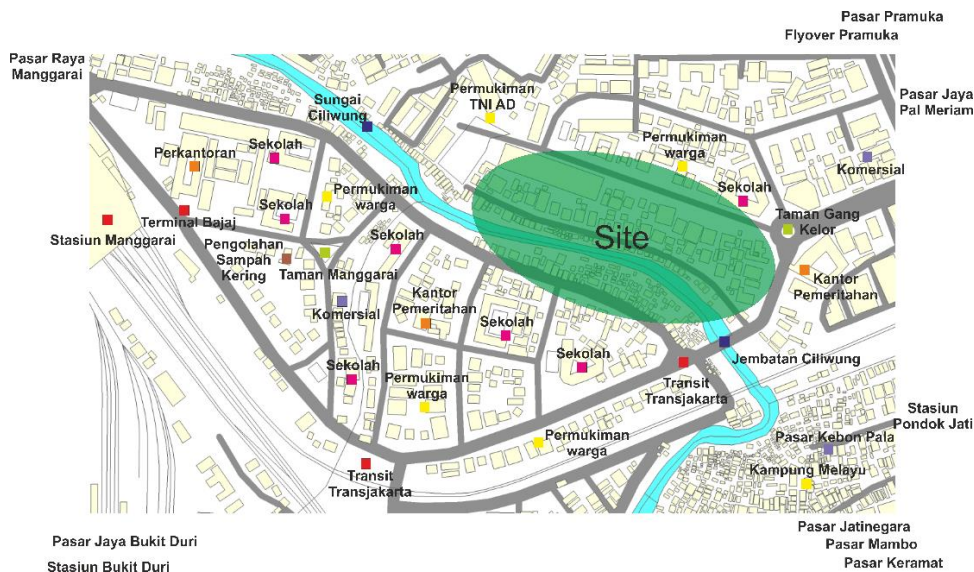 Pasar Pramuka
Flyover Pramuka
Pasar Raya
Manggarai
Pasar Jaya
Pal Meriam
Permukiman
TNI AD
Sungai
Ciliwung
Sekolah
Perkantoran
Permukiman
warga
Komersial
Permukiman
warga
Sekolah
Sekolah
Taman Gang
Kelor
Terminal Bajaj
Stasiun Manggarai
Site
Sekolah
Pengolahan
Sampah
Kering
Taman Manggarai
Kantor
Pemeritahan
Komersial
Kantor
Pemeritahan
Sekolah
Sekolah
Jembatan Ciliwung
Sekolah
Permukiman
warga
Transit
Transjakarta
Stasiun
Pondok Jati
Permukiman
warga
Pasar Kebon Pala
Transit
Transjakarta
Kampung Melayu
Pasar Jatinegara
Pasar Mambo
Pasar Keramat
Pasar Jaya Bukit Duri
Stasiun Bukit Duri